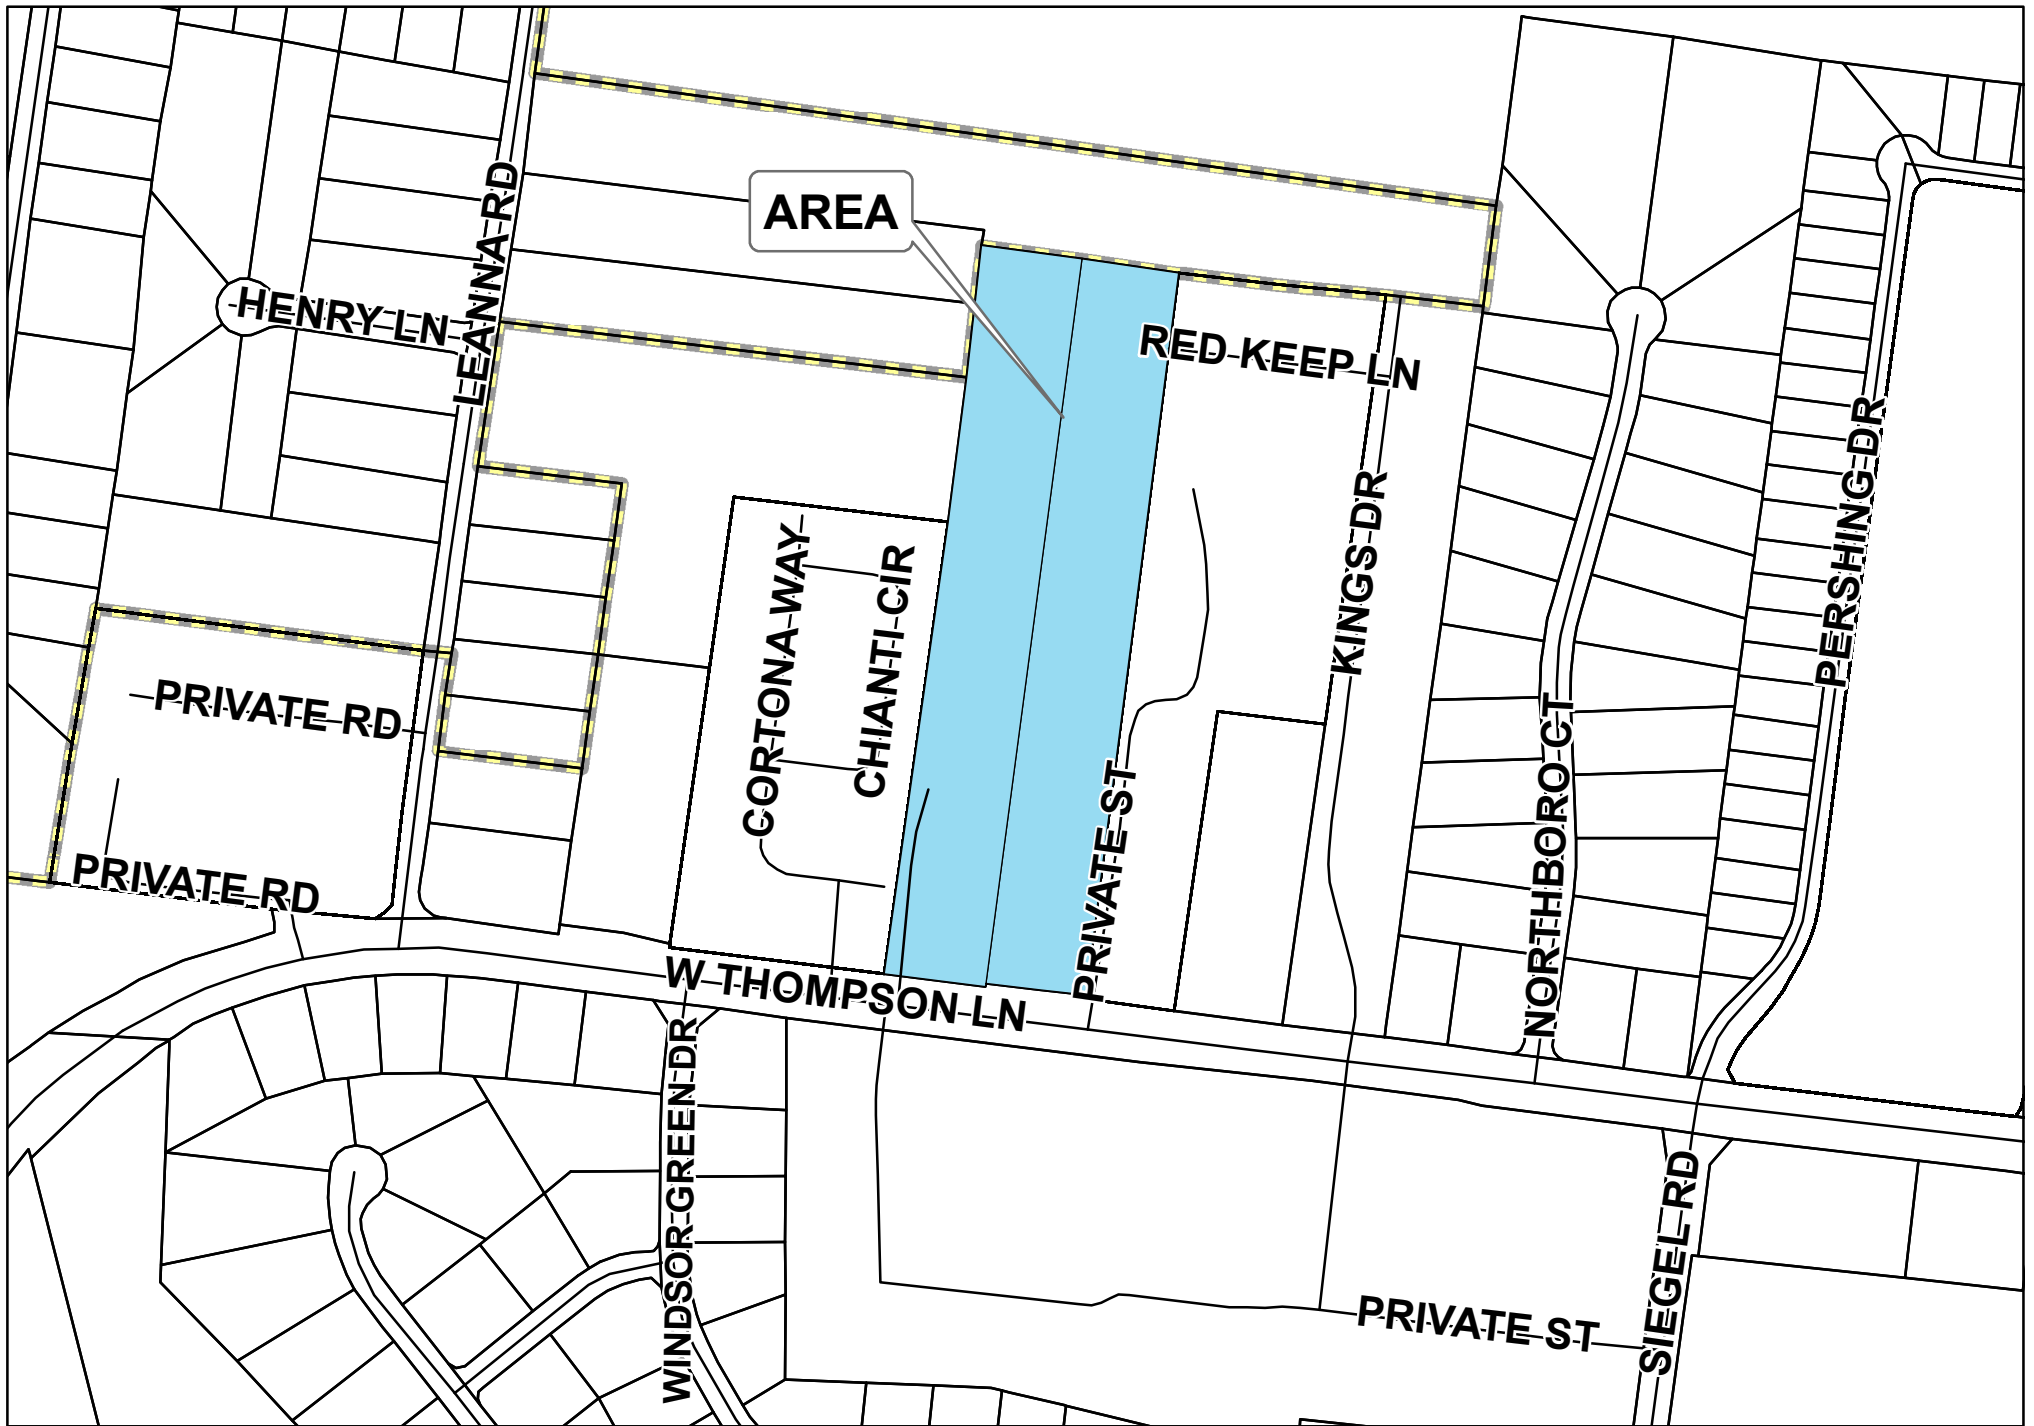 AREA
LEANNA RD
HENRY LN
RED KEEP LN
KINGS DR
PERSHING DR
CORTONA WAY
CHIANTI CIR
PRIVATE RD
NORTHBORO CT
PRIVATE ST
PRIVATE RD
W THOMPSON LN
WINDSOR GREEN DR
SIEGEL RD
PRIVATE ST